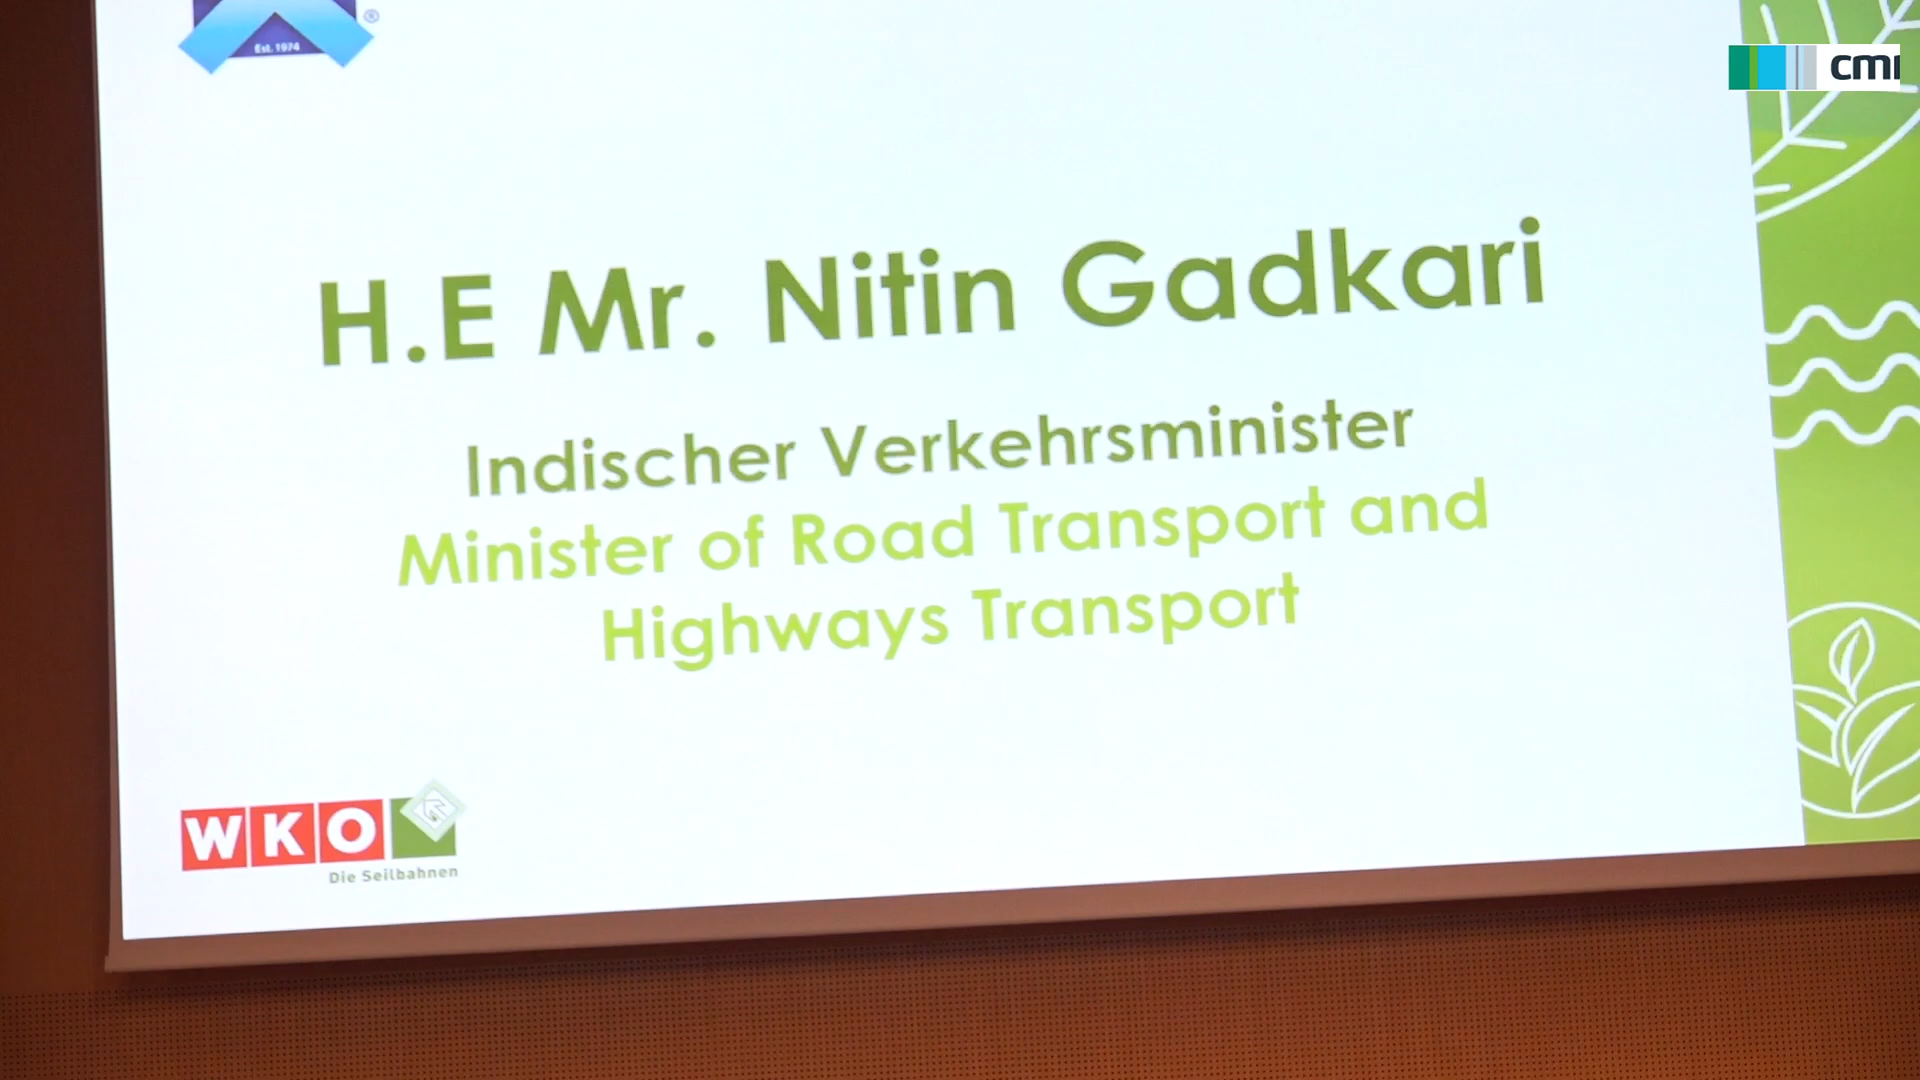 Est. 1974
®
cmi
H.E Mr. Nitin Gadkari
Indischer Verkehrsminister
Minister of Road Transport and
Highways Transport
WKO
Die Seilbahnen